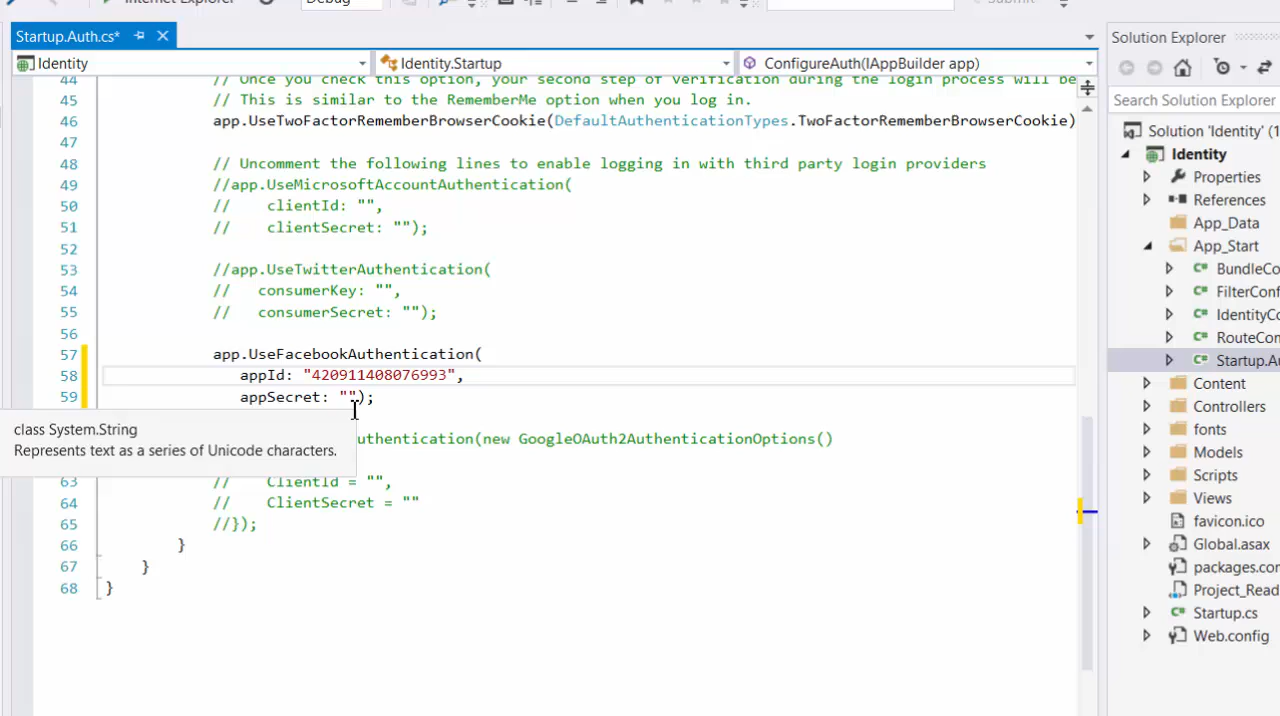 Internet Explorer Debug Submit
Startup.Auth.cs*
Identity Identity.Startup ConfigureAuth(IAppBuilder app)
44 // Once you check this option, your second step of verification during the login process will be
45 // This is similar to the RememberMe option when you log in.
46 app.UseTwoFactorRememberBrowserCookie(DefaultAuthenticationTypes.TwoFactorRememberBrowserCookie)
47
48 // Uncomment the following lines to enable logging in with third party login providers
49 //app.UseMicrosoftAccountAuthentication(
50 // clientId: "",
51 // clientSecret: "");
52
53 //app.UseTwitterAuthentication(
54 // consumerKey: "",
55 // consumerSecret: "");
56
57 app.UseFacebookAuthentication(
58 appId: "420911408076993",
59 appSecret: "");
class System.String
Represents text as a series of Unicode characters.
uthentication(new GoogleOAuth2AuthenticationOptions()
63 // ClientId = "",
64 // ClientSecret = ""
65 //});
66 }
67 }
68 }
Solution Explorer
Search Solution Explorer
Solution 'Identity' (1
Identity
Properties
References
App_Data
App_Start
BundleCo
FilterConf
IdentityCo
RouteCon
Startup.Au
Content
Controllers
fonts
Models
Scripts
Views
favicon.ico
Global.asax
packages.con
Project_Read
Startup.cs
Web.config